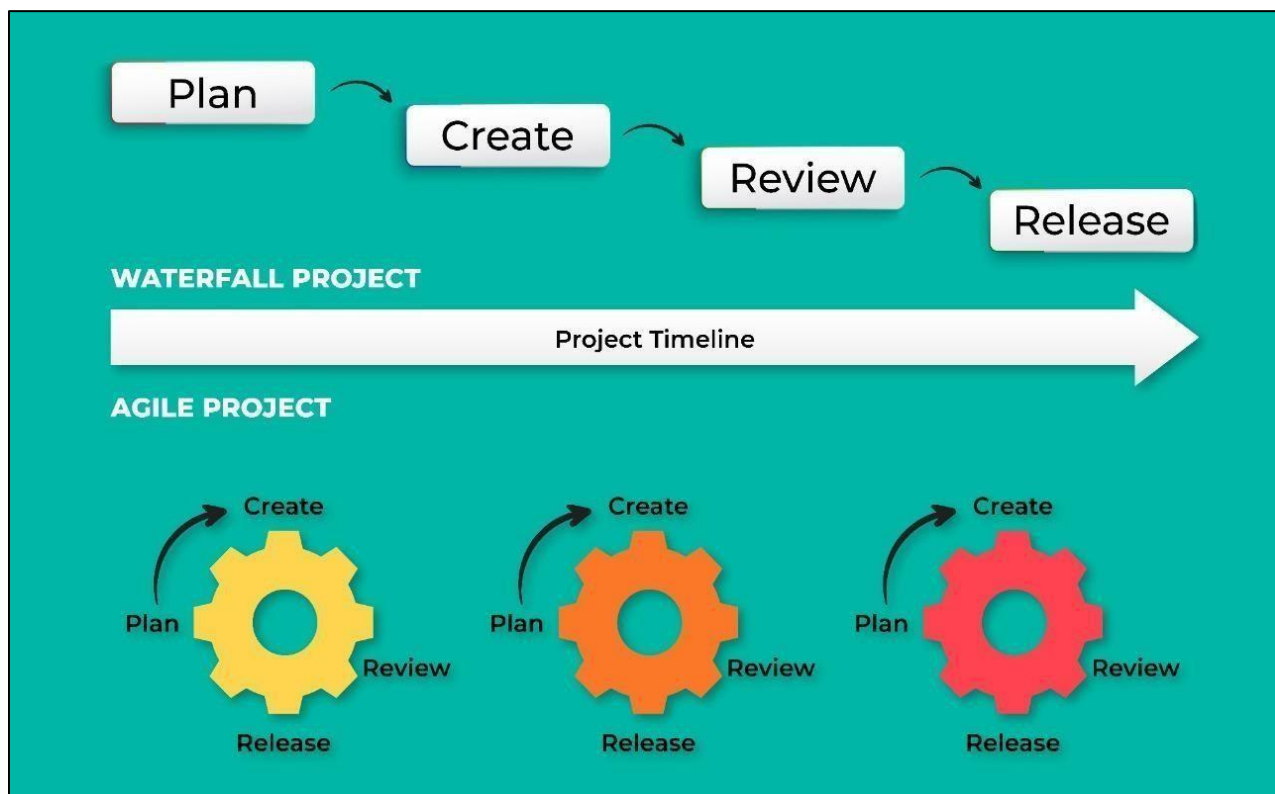 Plan
Create
Review
Release
WATERFALL PROJECT
Project Timeline
AGILE PROJECT
Create
Plan
Review
Release
Create
Plan
Review
Release
Create
Plan
Review
Release